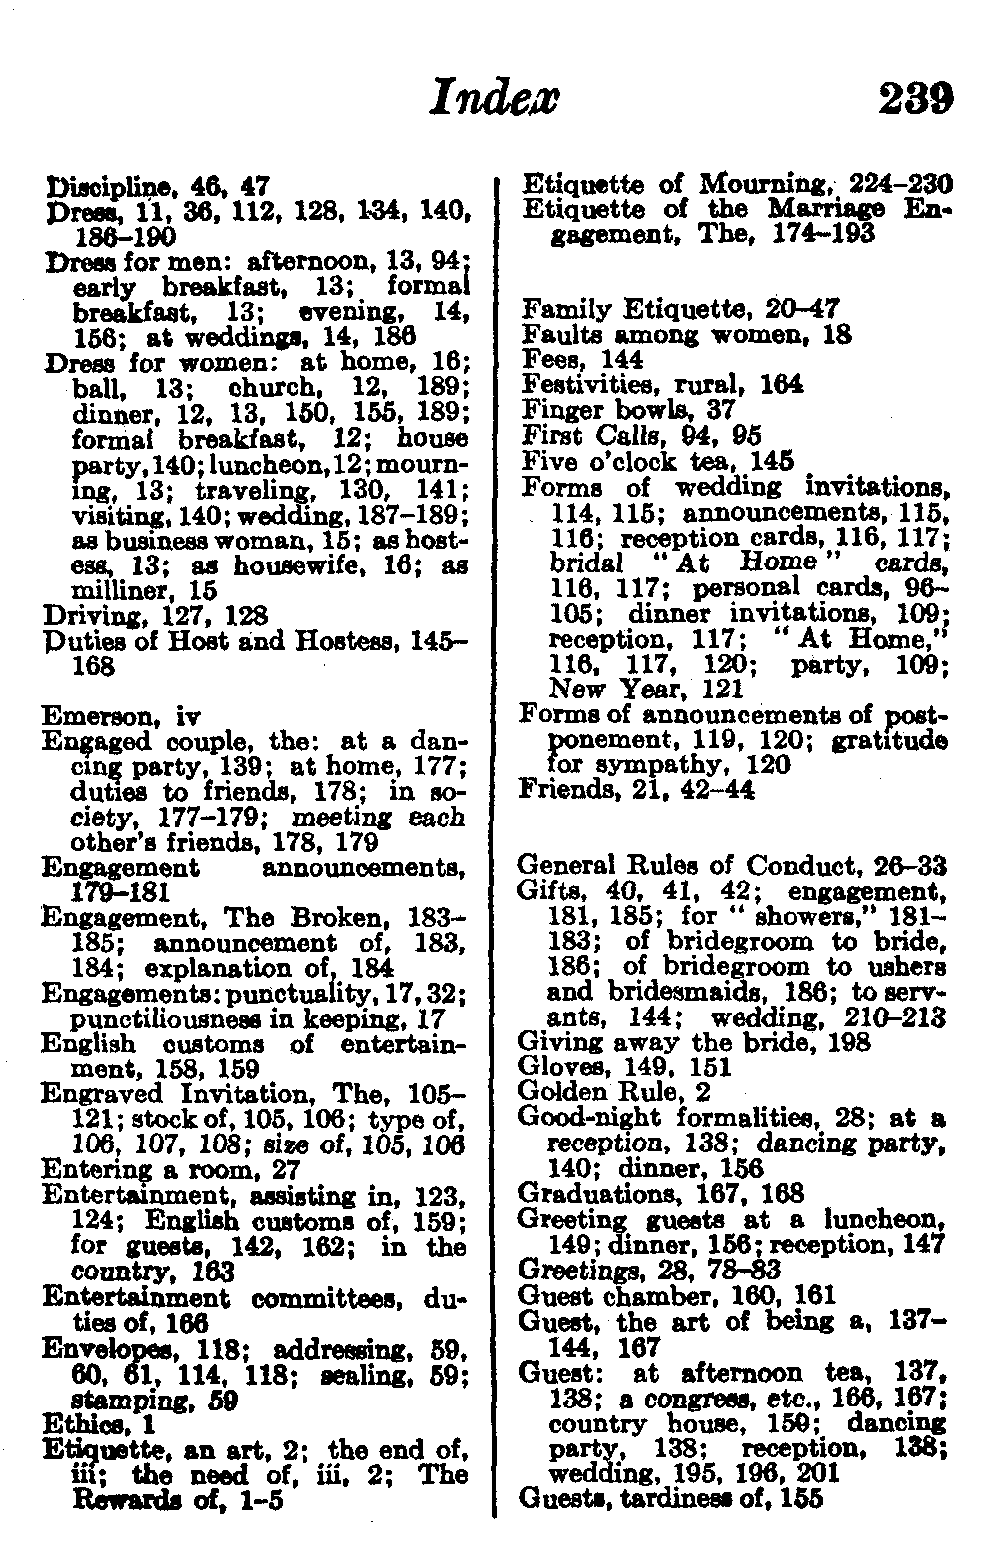 Index 239
Discipline, 46, 47
Dress, 11, 36, 112, 128, 134, 140,
186–190
Dress for men: afternoon, 13, 94;
early breakfast, 13; formal
breakfast, 13; evening, 14,
156; at weddings, 14, 186
Dress for women: at home, 16;
ball, 13; church, 12, 189;
dinner, 12, 13, 150, 155, 189;
formal breakfast, 12; house
party, 140; luncheon, 12; mourn-
ing, 13; traveling, 130, 141;
visiting, 140; wedding, 187–189;
as business woman, 15; as host-
ess, 13; as housewife, 16; as
milliner, 15
Driving, 127, 128
Duties of Host and Hostess, 145–
168
Emerson, iv
Engaged couple, the: at a dan-
cing party, 139; at home, 177;
duties to friends, 178; in so-
ciety, 177–179; meeting each
other's friends, 178, 179
Engagement announcements,
179–181
Engagement, The Broken, 183–
185; announcement of, 183,
184; explanation of, 184
Engagements: punctuality, 17, 32;
punctiliousness in keeping, 17
English customs of entertain-
ment, 158, 159
Engraved Invitation, The, 105–
121; stock of, 105, 106; type of,
106, 107, 108; size of, 105, 106
Entering a room, 27
Entertainment, assisting in, 123,
124; English customs of, 159;
for guests, 142, 162; in the
country, 163
Entertainment committees, du-
ties of, 166
Envelopes, 118; addressing, 59,
60, 61, 114, 118; sealing, 59;
stamping, 59
Ethics, 1
Etiquette, an art, 2; the end of,
iii; the need of, iii, 2; The
Rewards of, 1–5
Etiquette of Mourning, 224–230
Etiquette of the Marriage En-
gagement, The, 174–193
Family Etiquette, 20–47
Faults among women, 18
Fees, 144
Festivities, rural, 164
Finger bowls, 37
First Calls, 94, 95
Five o'clock tea, 145
Forms of wedding invitations,
114, 115; announcements, 115,
116; reception cards, 116, 117;
bridal "At Home" cards,
116, 117; personal cards, 96–
105; dinner invitations, 109;
reception, 117; "At Home,"
116, 117, 120; party, 109;
New Year, 121
Forms of announcements of post-
ponement, 119, 120; gratitude
for sympathy, 120
Friends, 21, 42–44
General Rules of Conduct, 26–33
Gifts, 40, 41, 42; engagement,
181, 185; for "showers," 181–
183; of bridegroom to bride,
186; of bridegroom to ushers
and bridesmaids, 186; to serv-
ants, 144; wedding, 210–213
Giving away the bride, 198
Gloves, 149, 151
Golden Rule, 2
Good-night formalities, 28; at a
reception, 138; dancing party,
140; dinner, 156
Graduations, 167, 168
Greeting guests at a luncheon,
149; dinner, 156; reception, 147
Greetings, 28, 78–83
Guest chamber, 160, 161
Guest, the art of being a, 137–
144, 167
Guest: at afternoon tea, 137,
138; a congress, etc., 166, 167;
country house, 159; dancing
party, 138; reception, 138;
wedding, 195, 196, 201
Guests, tardiness of, 155